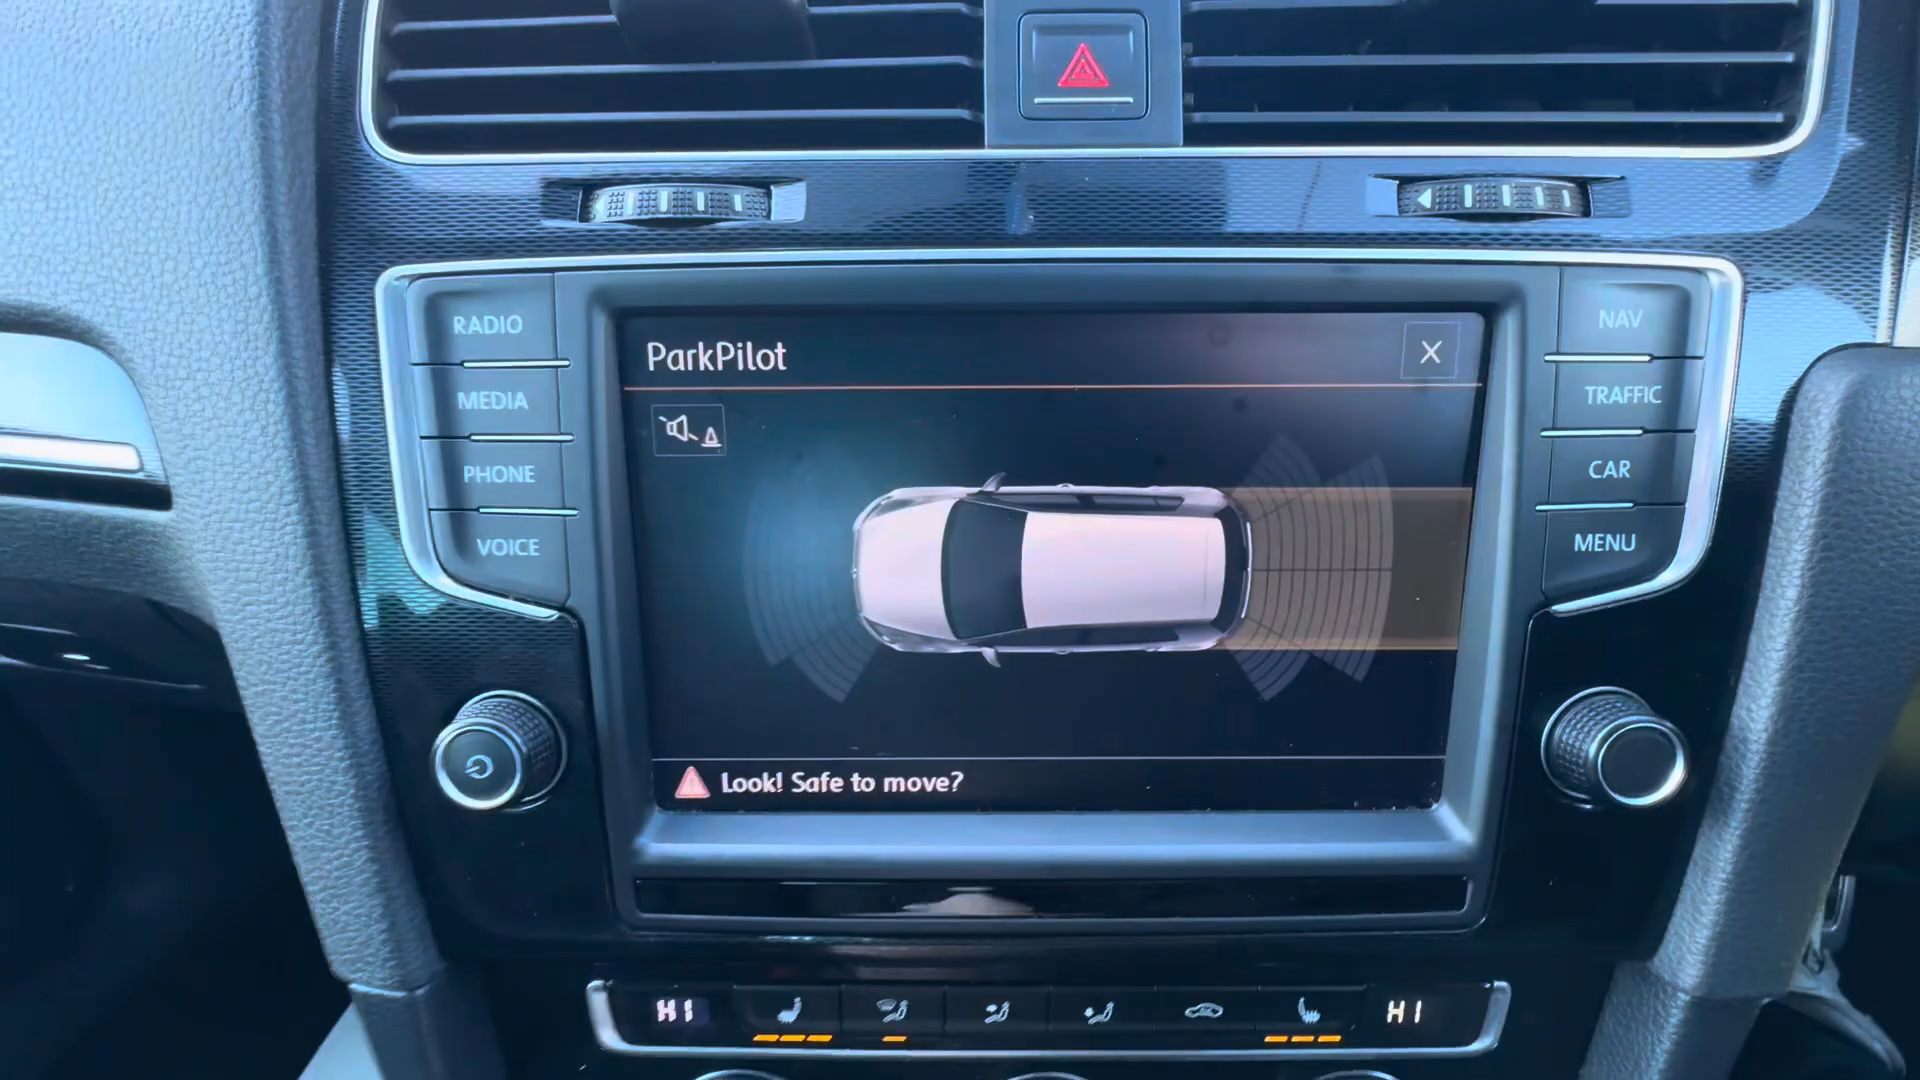 RADIO
MEDIA
PHONE
VOICE
ParkPilot
X
Look! Safe to move?
NAV
TRAFFIC
CAR
MENU
HI
HI